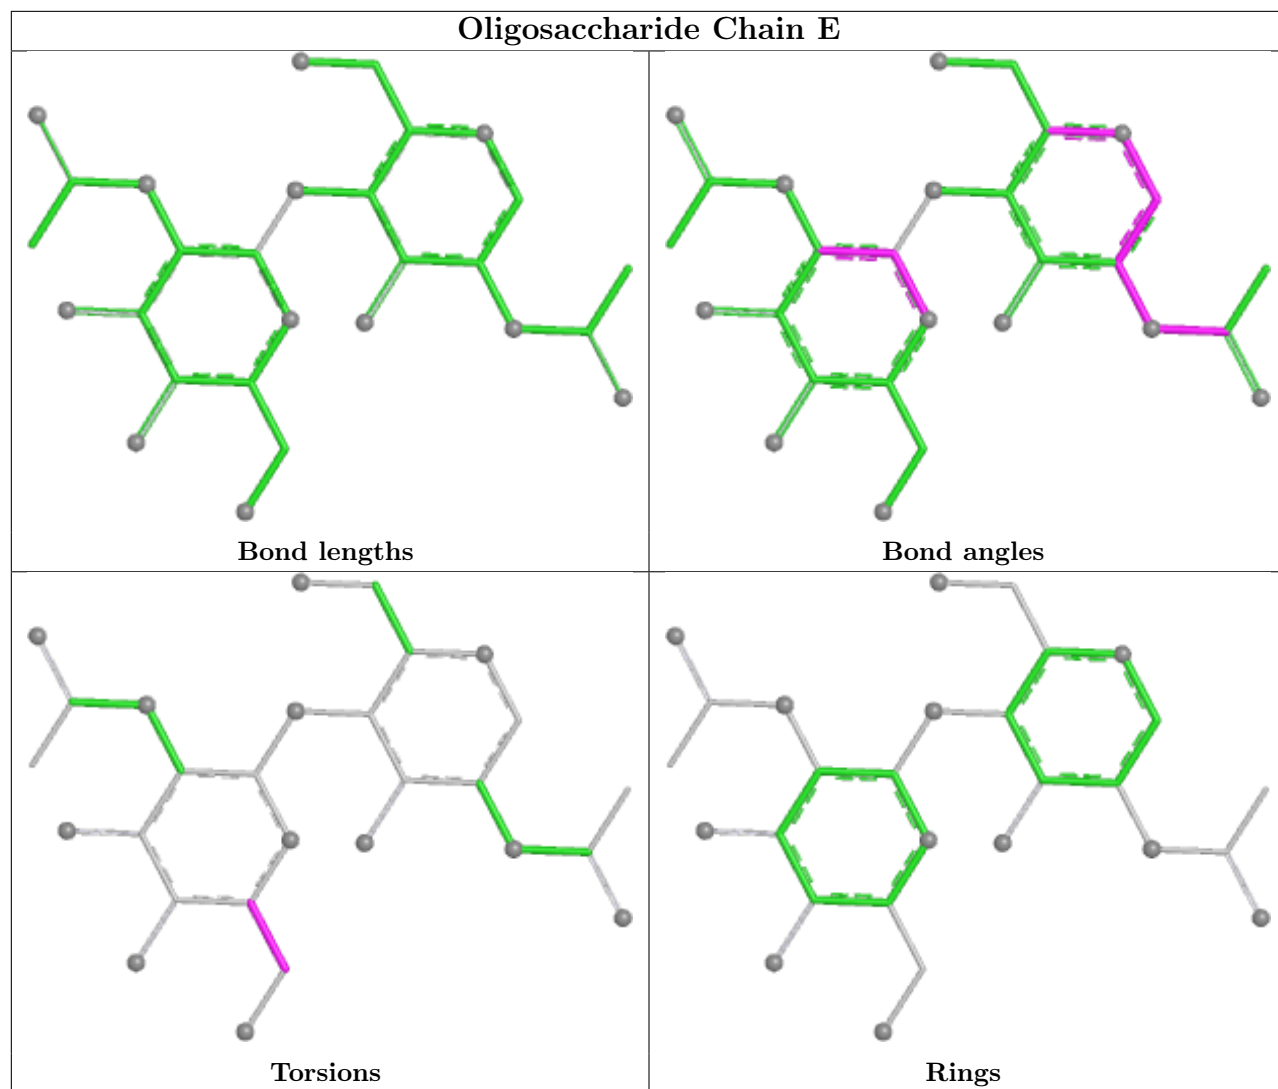 Oligosaccharide Chain E
Bond lengths
Bond angles
Torsions
Rings